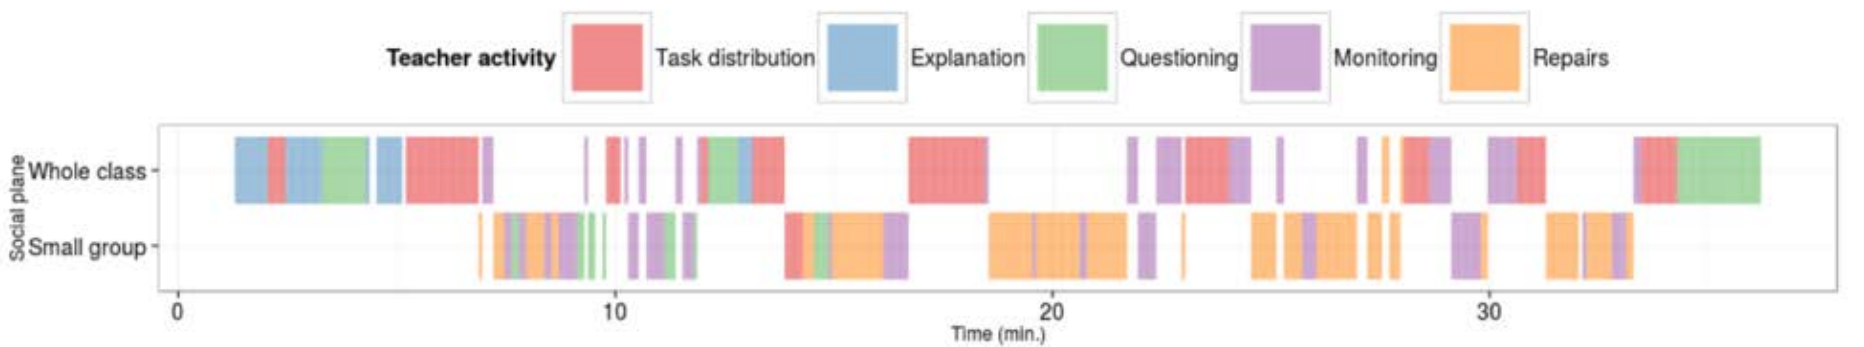 Teacher activity Task distribution Explanation Questioning Monitoring Repairs
Social plane
Whole class
Small group
0 10 20 30
Time (min.)